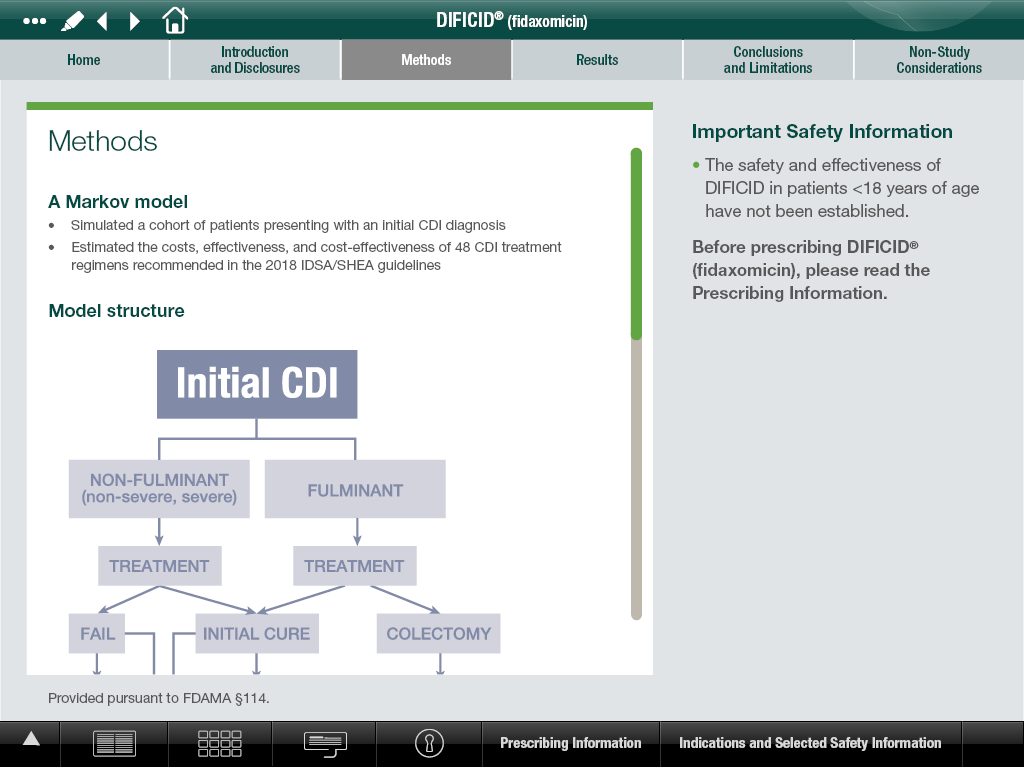 DIFICID® (fidaxomicin)
Home
Introduction
and Disclosures
Methods
Results
Conclusions
and Limitations
Non-Study
Considerations
Methods
A Markov model
• Simulated a cohort of patients presenting with an initial CDI diagnosis
• Estimated the costs, effectiveness, and cost-effectiveness of 48 CDI treatment
regimens recommended in the 2018 IDSA/SHEA guidelines
Model structure
Initial CDI
NON-FULMINANT
(non-severe, severe)
FULMINANT
TREATMENT
TREATMENT
FAIL
INITIAL CURE
COLECTOMY
Provided pursuant to FDAMA §114.
Important Safety Information
• The safety and effectiveness of
DIFICID in patients <18 years of age
have not been established.
Before prescribing DIFICID®
(fidaxomicin), please read the
Prescribing Information.
Prescribing Information
Indications and Selected Safety Information